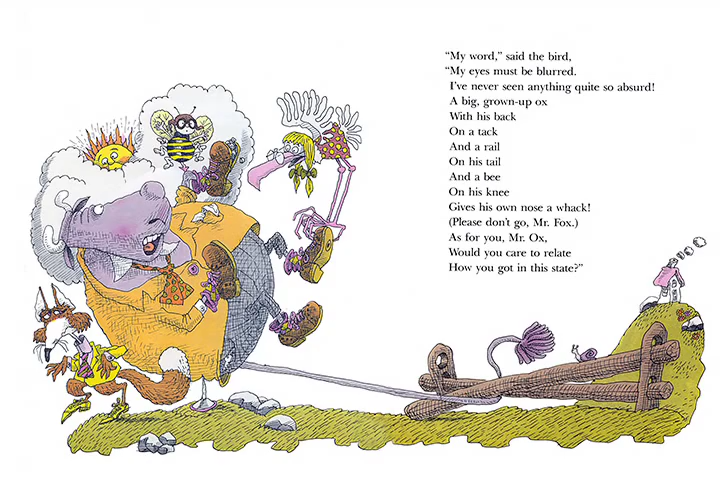 “My word,” said the bird,
“My eyes must be blurred.
I’ve never seen anything quite so absurd!
A big, grown-up ox
With his back
On a tack
And a rail
On his tail
And a bee
On his knee
Gives his own nose a whack!
(Please don’t go, Mr. Fox.)
As for you, Mr. Ox,
Would you care to relate
How you got in this state?”